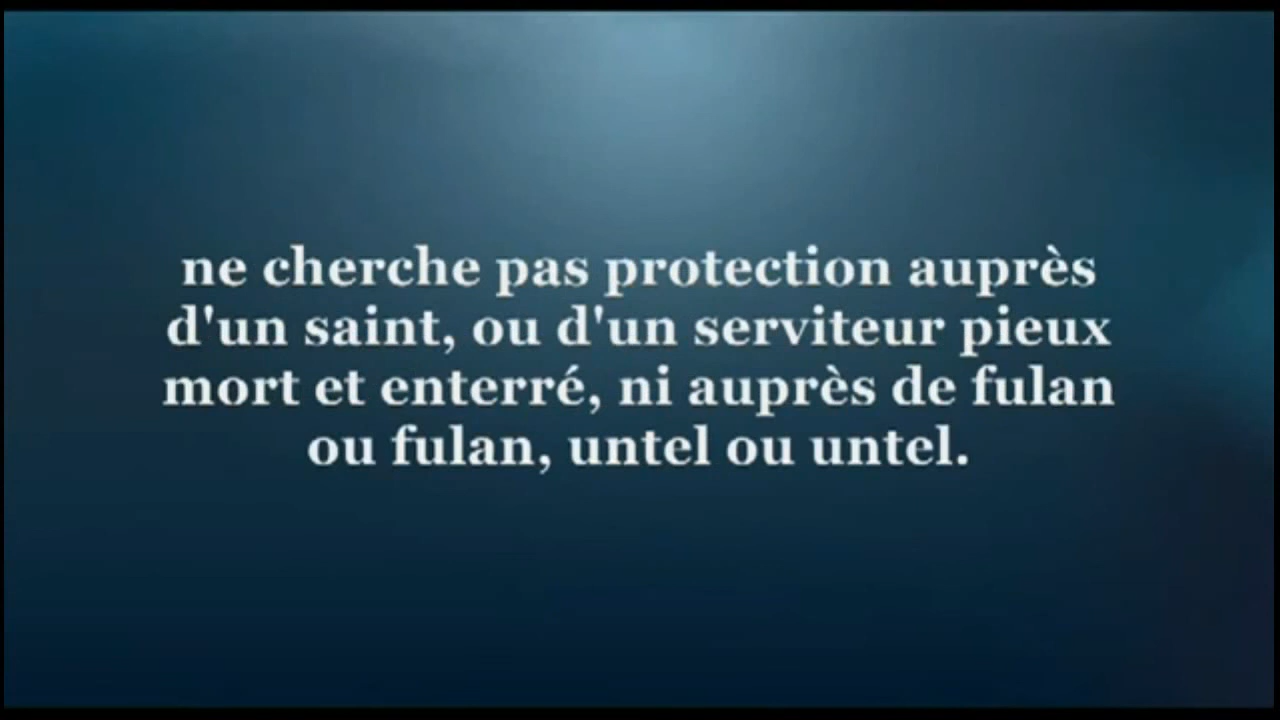 ne cherche pas protection auprès
d'un saint, ou d'un serviteur pieux
mort et enterré, ni auprès de fulan
ou fulan, untel ou untel.